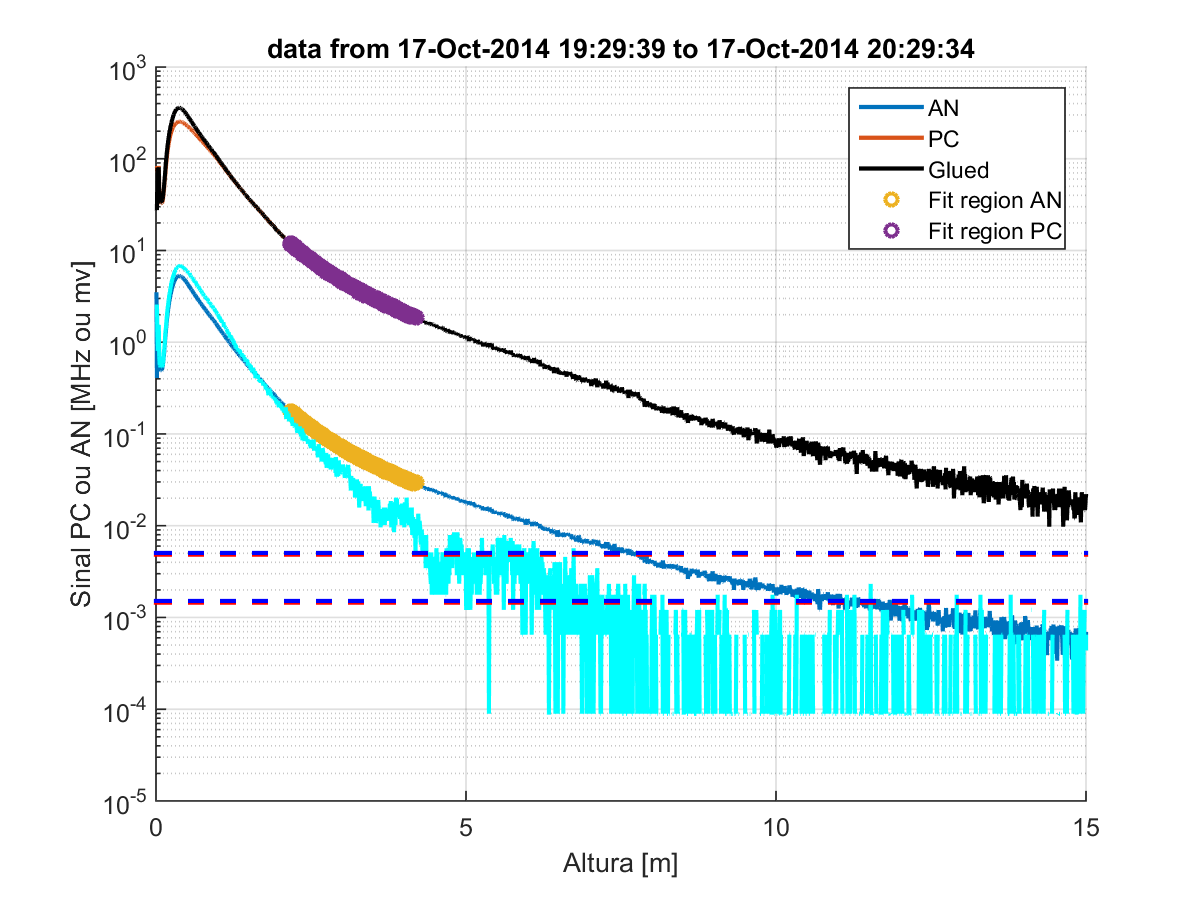 data from 17-Oct-2014 19:29:39 to 17-Oct-2014 20:29:34
10^3
10^2
10^1
10^0
10^-1
10^-2
10^-3
10^-4
10^-5
Sinal PC ou AN [MHz ou mv]
AN
PC
Glued
Fit region AN
Fit region PC
0
5
10
15
Altura [m]